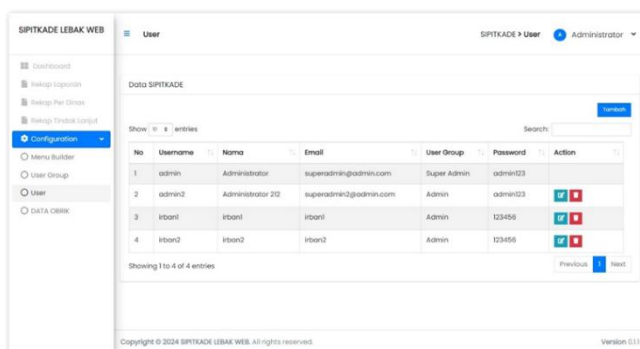 SIPITKADE LEBAK WEB
User
SIPITKADE > User
A
Administrator
Dashboard
Rekap Laporan
Rekap Per Dinas
Rekap Tindak Lanjut
Configuration
Menu Builder
User Group
User
DATA OBRIK
Data SIPITKADE
Tambah
Show 10 entries
Search:
No Username Nama Email User Group Password Action
1 admin Administrator superadmin@admin.com Super Admin admin123
2 admin2 Administrator 212 superadmin2@admin.com Admin admin123
3 irban1 irban1 irban1 Admin 123456
4 irban2 irban2 irban2 Admin 123456
Showing 1 to 4 of 4 entries
Previous 1 Next
Copyright © 2024 SIPITKADE LEBAK WEB. All rights reserved.
Version